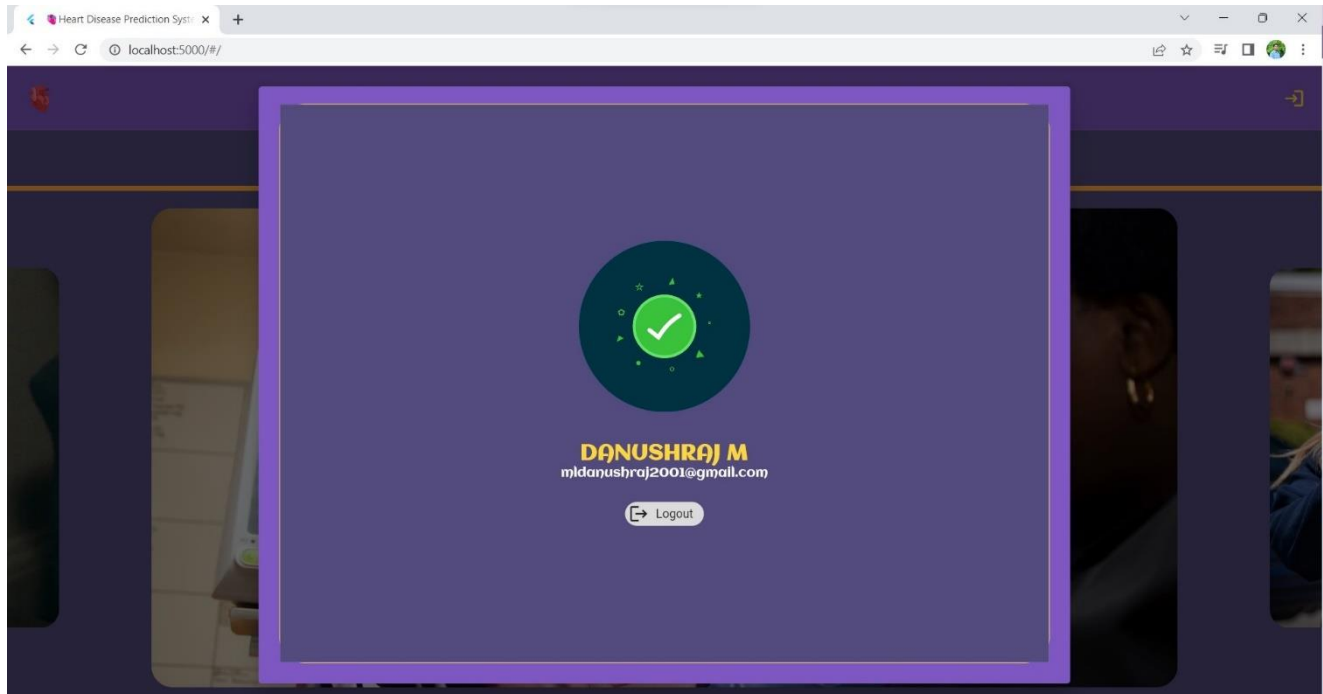 Heart Disease Prediction Syst
localhost:5000/#/
DANUSHRAJ M
mldanushraj2001@gmail.com
Logout